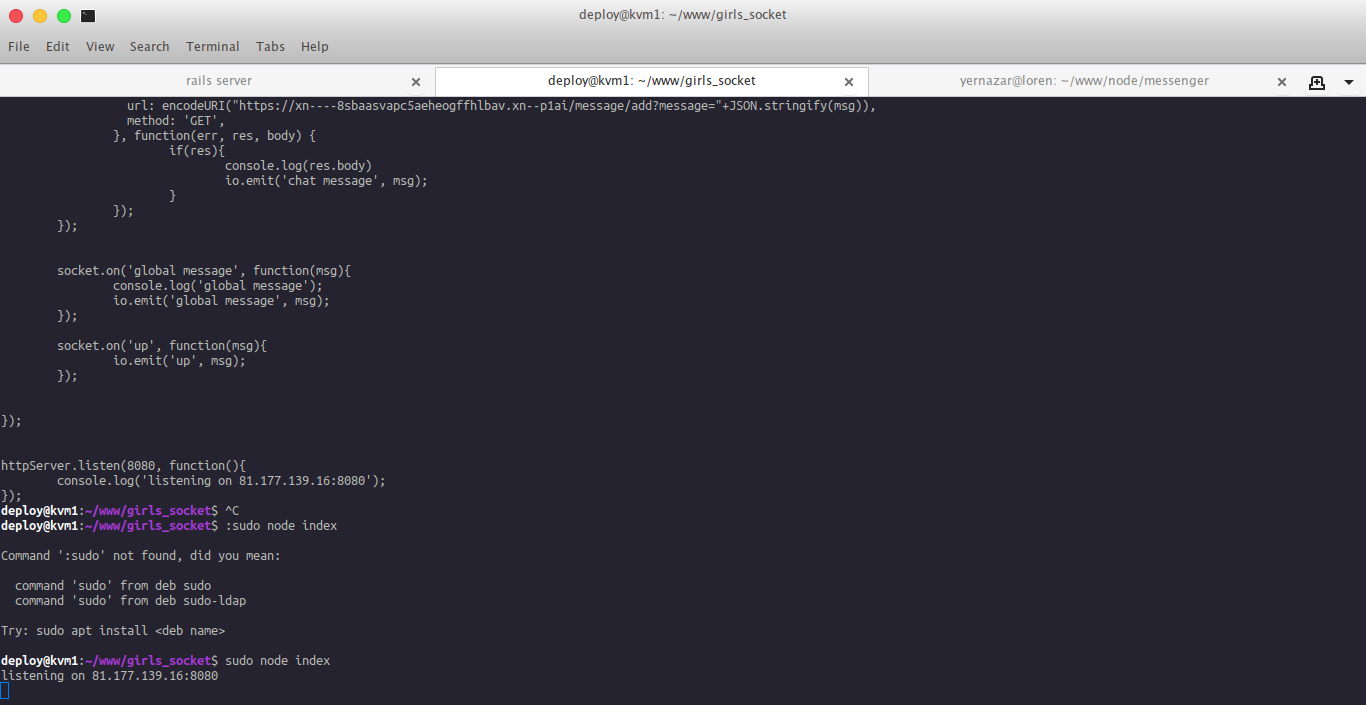 deploy@kvm1: ~/www/girls_socket
File Edit View Search Terminal Tabs Help
rails server deploy@kvm1: ~/www/girls_socket yernazar@loren: ~/www/node/messenger
url: encodeURI("https://xn----8sbaasvapc5aeheogffhlbav.xn--p1ai/message/add?message="+JSON.stringify(msg)),
method: 'GET',
}, function(err, res, body) {
if(res){
console.log(res.body)
io.emit('chat message', msg);
}
});
});
socket.on('global message', function(msg){
console.log('global message');
io.emit('global message', msg);
});
socket.on('up', function(msg){
io.emit('up', msg);
});
});
httpServer.listen(8080, function(){
console.log('listening on 81.177.139.16:8080');
});
deploy@kvm1:~/www/girls_socket$ ^C
deploy@kvm1:~/www/girls_socket$ :sudo node index
Command ':sudo' not found, did you mean:
command 'sudo' from deb sudo
command 'sudo' from deb sudo-ldap
Try: sudo apt install <deb name>
deploy@kvm1:~/www/girls_socket$ sudo node index
listening on 81.177.139.16:8080